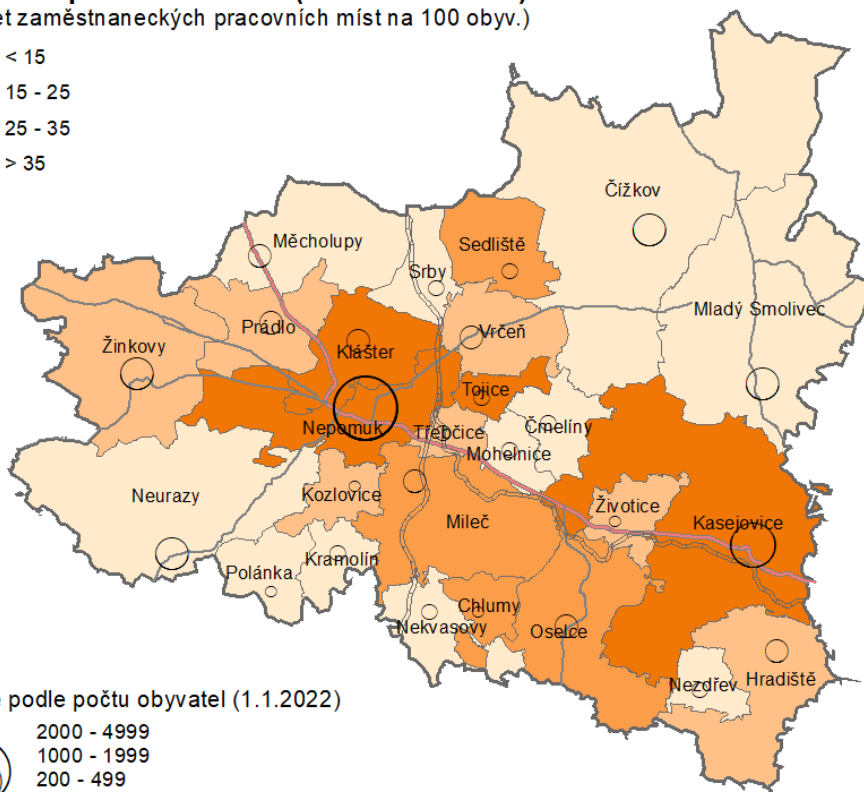 et zaměstnaneckých pracovních míst na 100 obyv.)
< 15
15 - 25
25 - 35
> 35
Čížkov
Měcholupy
Sedliště
Srby
Mladý Smolivec
Prádlo
Vrčeň
Žinkovy
Klášter
Tojice
Nepomuk
Třebčice
Čmelíny
Mohelnice
Neurazy
Kozlovice
Životice
Mileč
Kasejovice
Polánka
Kramolín
Chlumy
Nekvasovy
Oselce
Nezdřev
Hradiště
podle počtu obyvatel (1.1.2022)
2000 - 4999
1000 - 1999
200 - 499